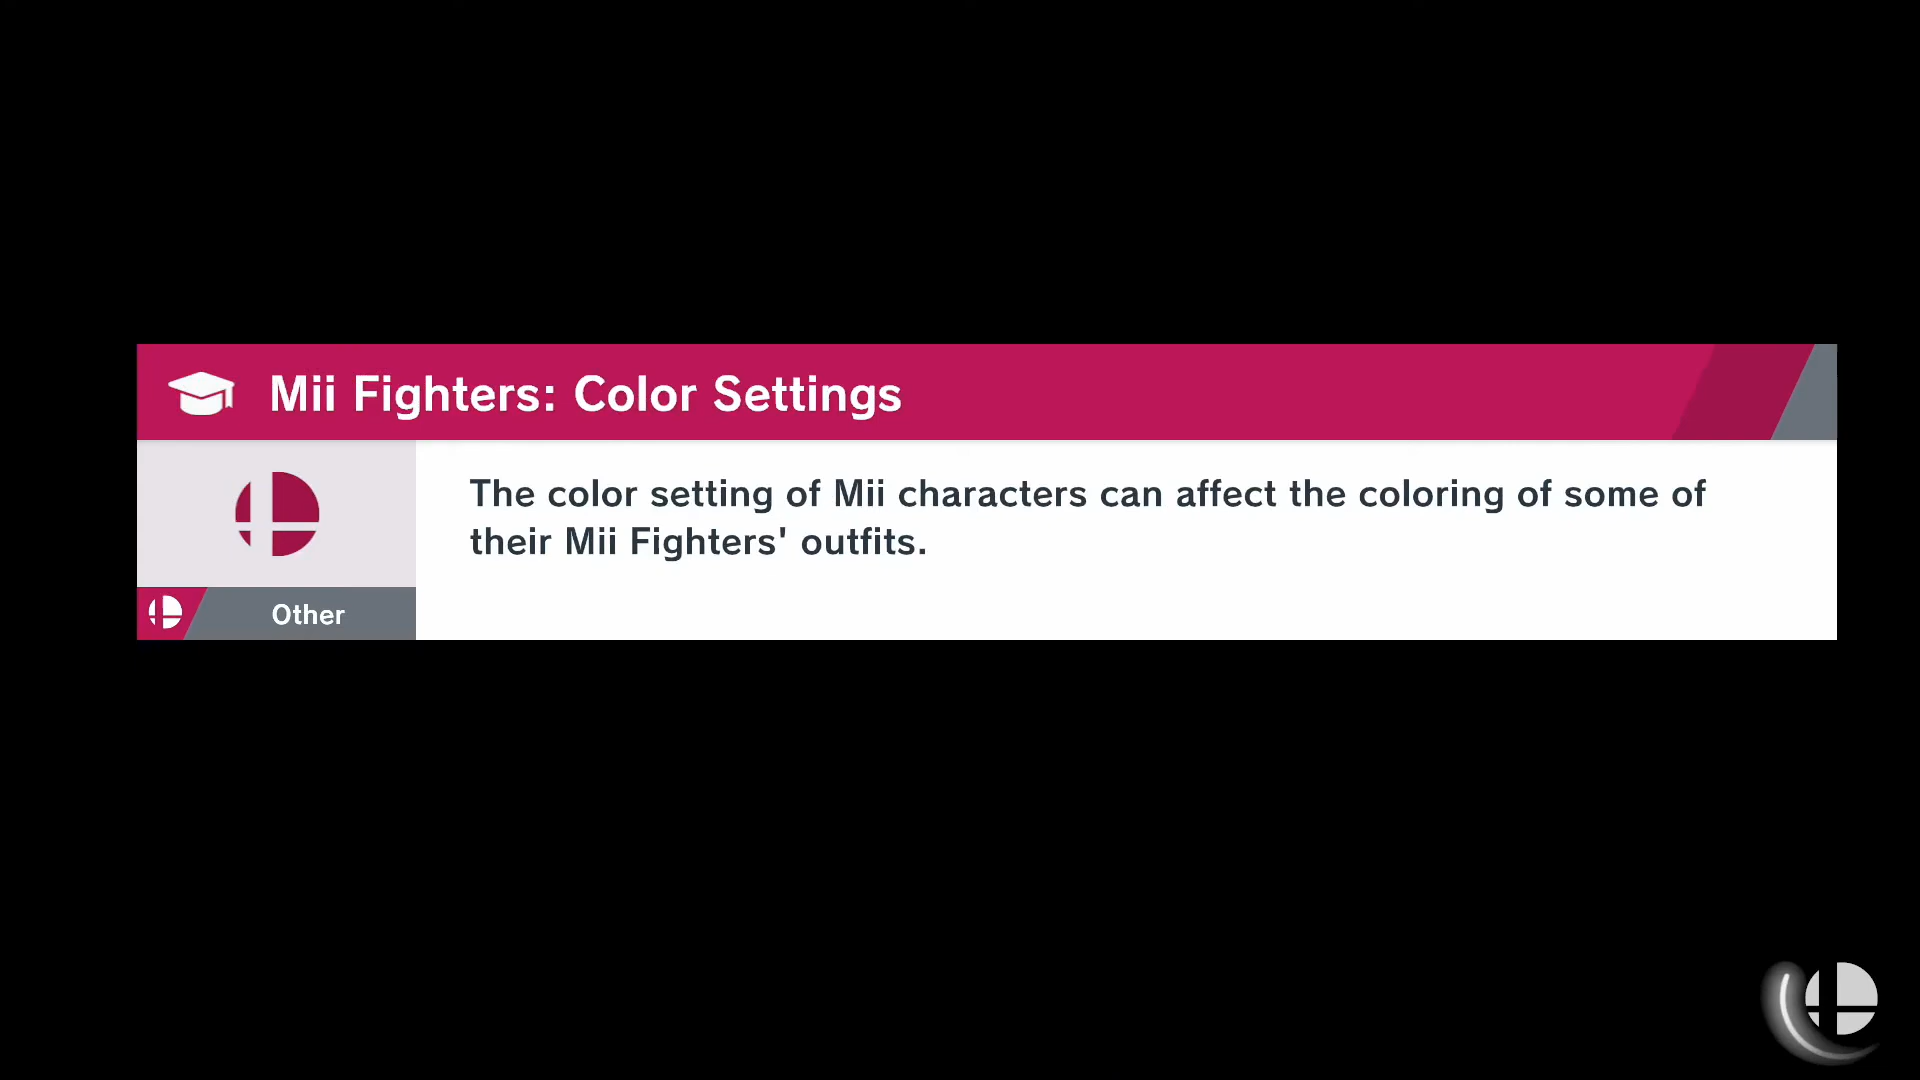 Mii Fighters: Color Settings
The color setting of Mii characters can affect the coloring of some of
their Mii Fighters' outfits.
Other